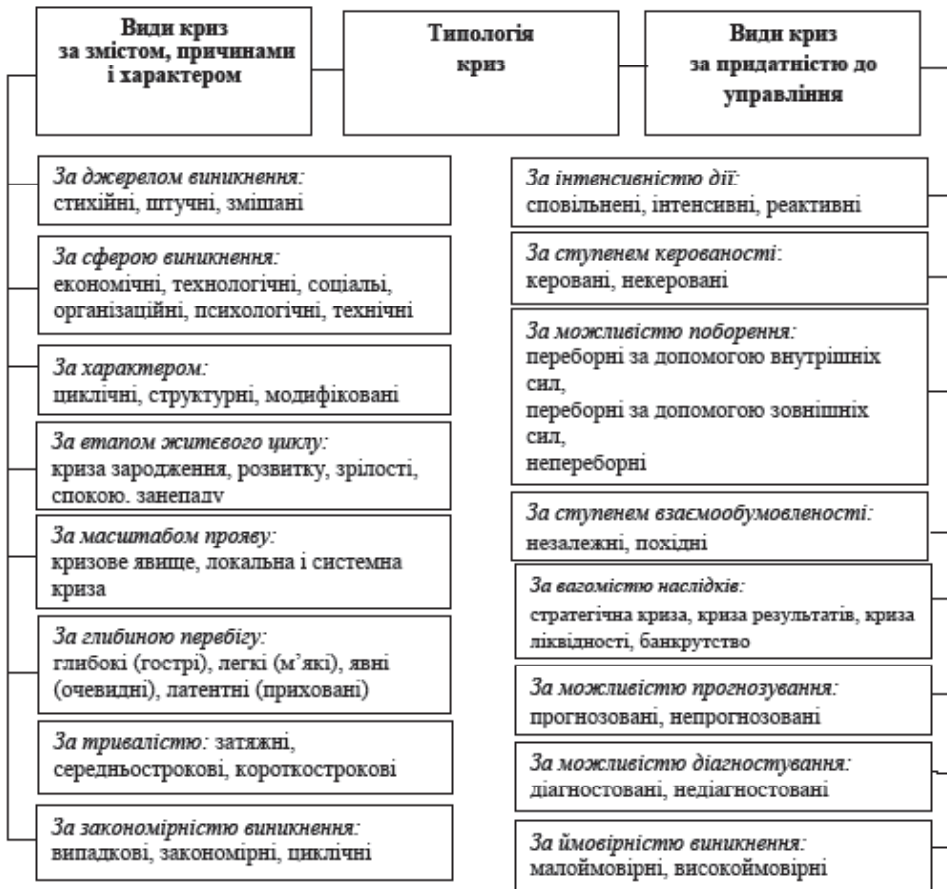 Види криз
за змістом, причинами
і характером
Типологія
криз
Види криз
за придатністю до
управління
За джерелом виникнення:
стихійні, штучні, змішані
За сферою виникнення:
економічні, технологічні, соціальі,
організаційні, психологічні, технічні
За характером:
циклічні, структурні, модифіковані
За етапом житєвого циклу:
криза зародження, розвитку, зрілості,
спокою, занепаду
За масштабом прояву:
кризове явище, локальна і системна
криза
За глибиною перебігу:
глибокі (гострі), легкі (м’які), явні
(очевидні), латентні (приховані)
За тривалістю: затяжні,
середньострокові, короткострокові
За закономірністю виникнення:
випадкові, закономірні, циклічні
За інтенсивністю дії:
сповільнені, інтенсивні, реактивні
За ступенем керованості:
керовані, некеровані
За можливістю поборення:
переборні за допомогою внутрішніх
сил,
переборні за допомогою зовнішніх
сил,
непереборні
За ступенем взаємообумовленості:
незалежні, похідні
За вагомістю наслідків:
стратегічна криза, криза результатів, криза
ліквідності, банкрутство
За можливістю прогнозування:
прогнозовані, непрогнозовані
За можливістю діагностування:
діагностовані, недіагностовані
За ймовірністю виникнення:
малоймовірні, високоймовірні